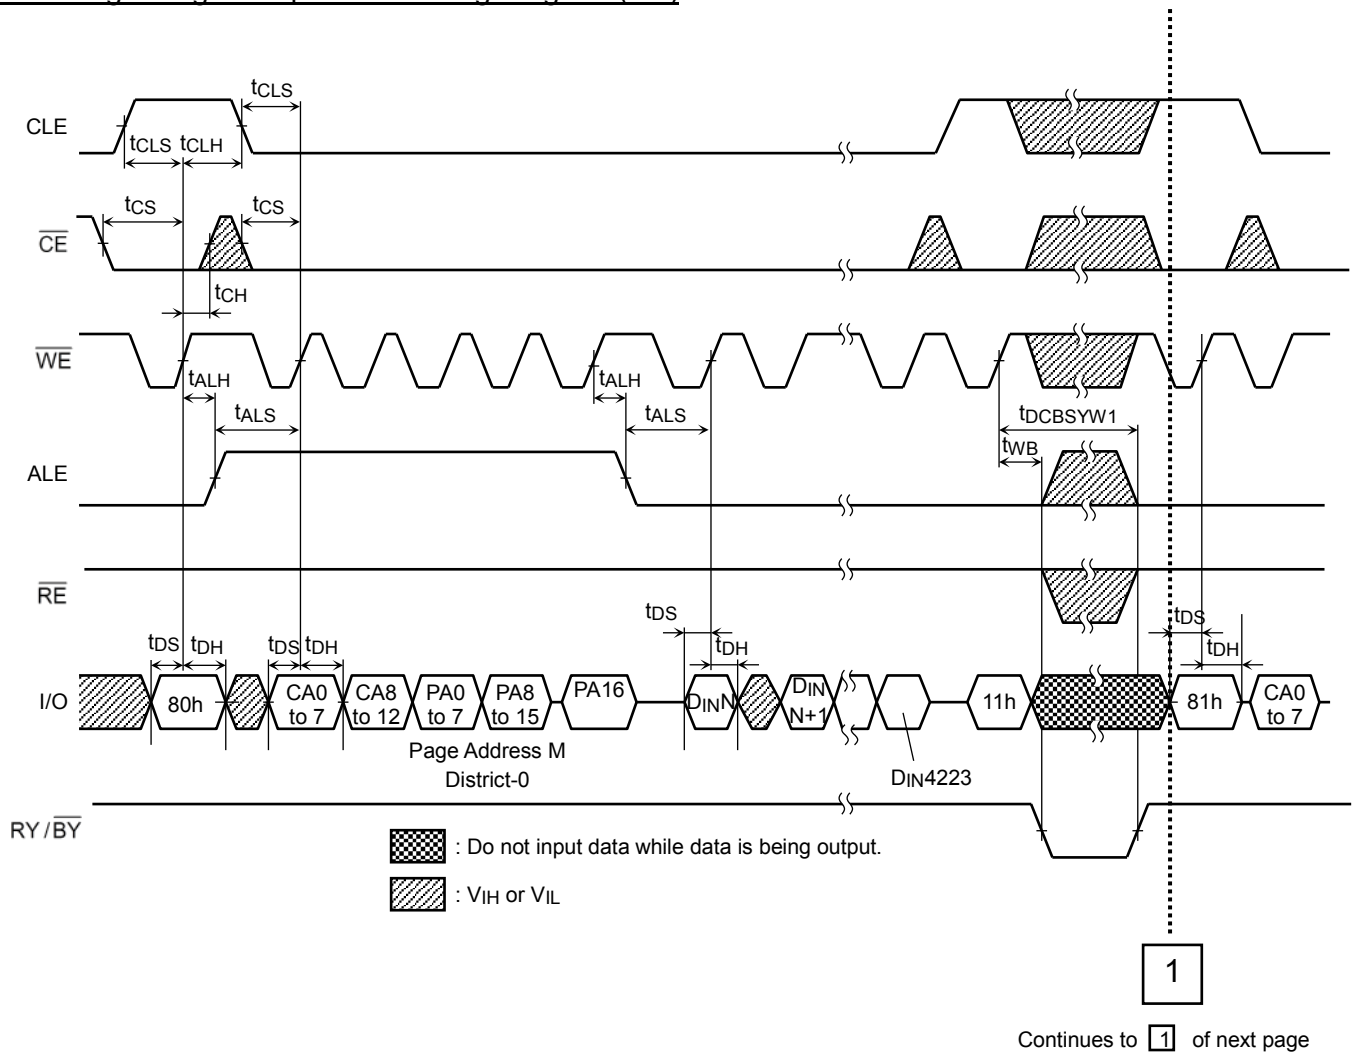 tCLS
CLE
tCLS tCLH
tCS
tCS
CE
tCH
WE
tALH
tALH
tALS
tALS
tDCBSYW1
tWB
ALE
RE
tDS
tDS
tDS tDH
tDS tDH
tDH
tDH
I/O
80h
CA0 to 7
CA8 to 12
PA0 to 7
PA8 to 15
PA16
DINN
DIN N+1
11h
81h
CA0 to 7
Page Address M
District-0
DIN4223
RY/BY
: Do not input data while data is being output.
: VIH or VIL
1
Continues to 1 of next page